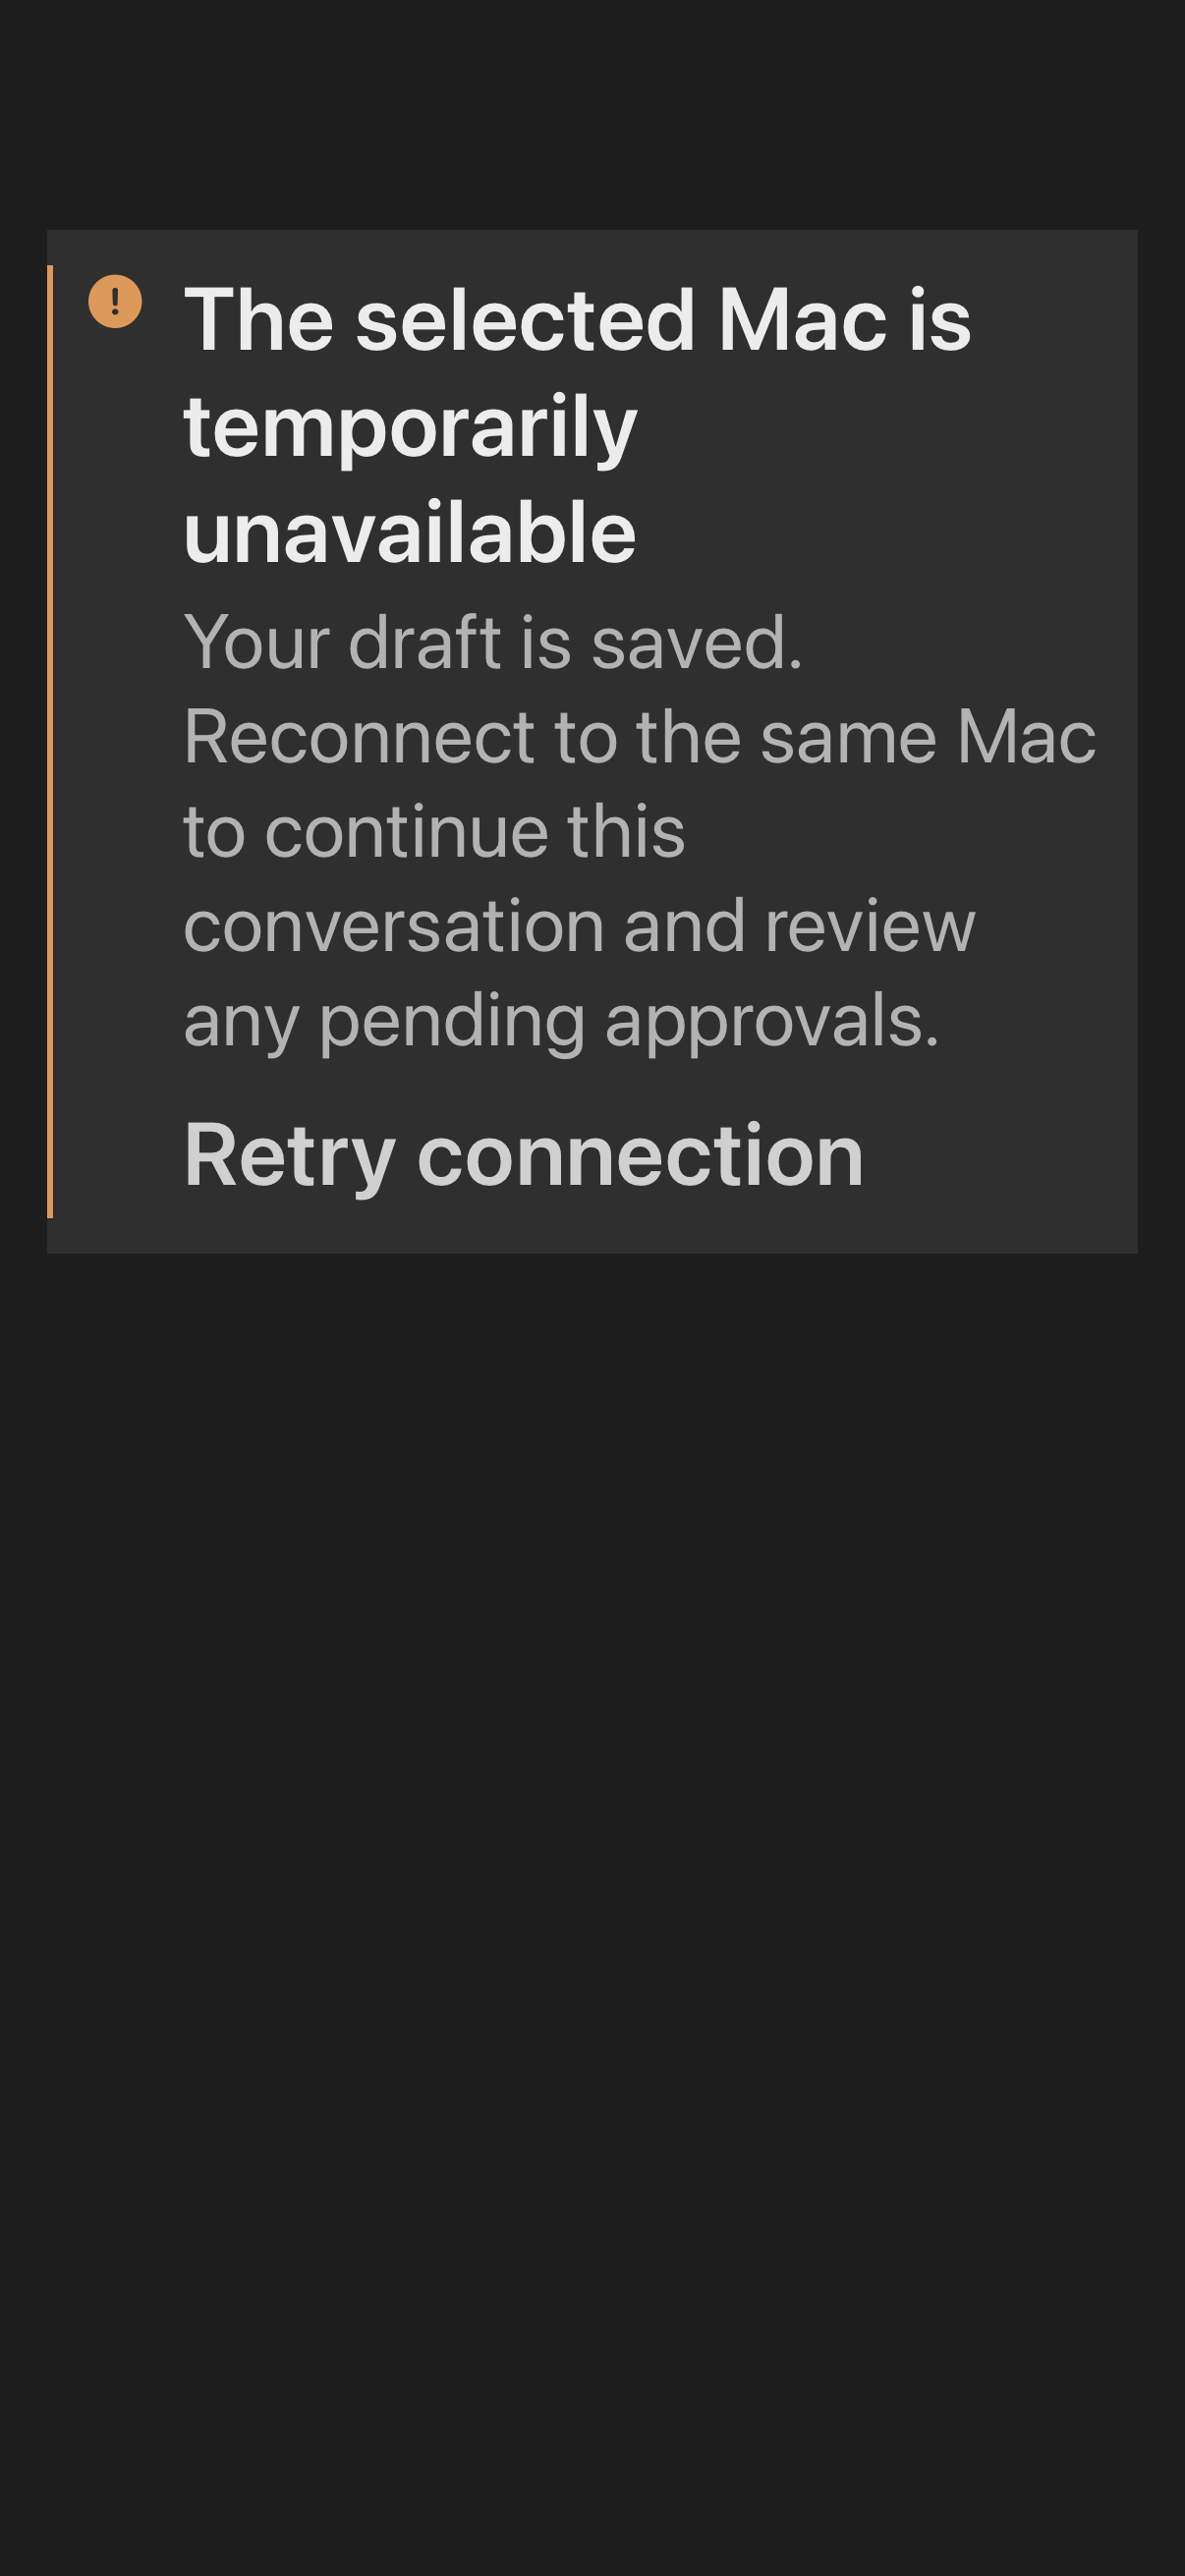 The selected Mac is
temporarily
unavailable
Your draft is saved.
Reconnect to the same Mac
to continue this
conversation and review
any pending approvals.
Retry connection